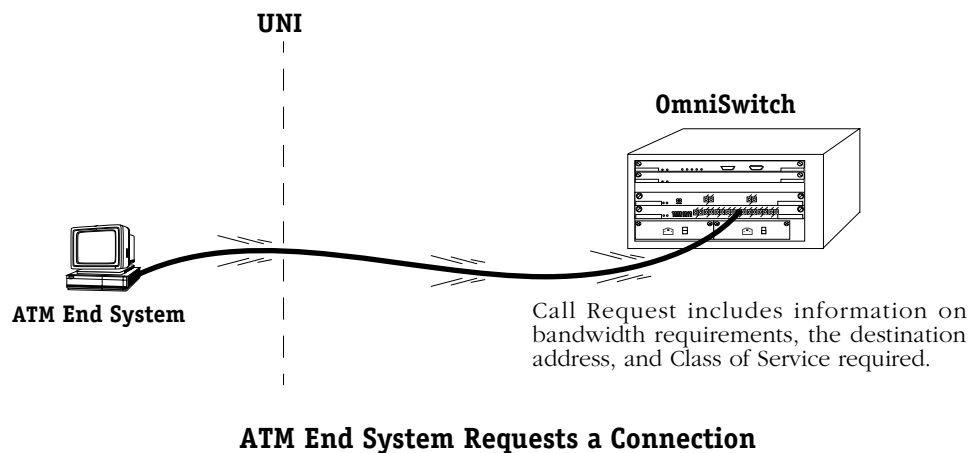 UNI
OmniSwitch
ATM End System
Call Request includes information on
bandwidth requirements, the destination
address, and Class of Service required.
ATM End System Requests a Connection